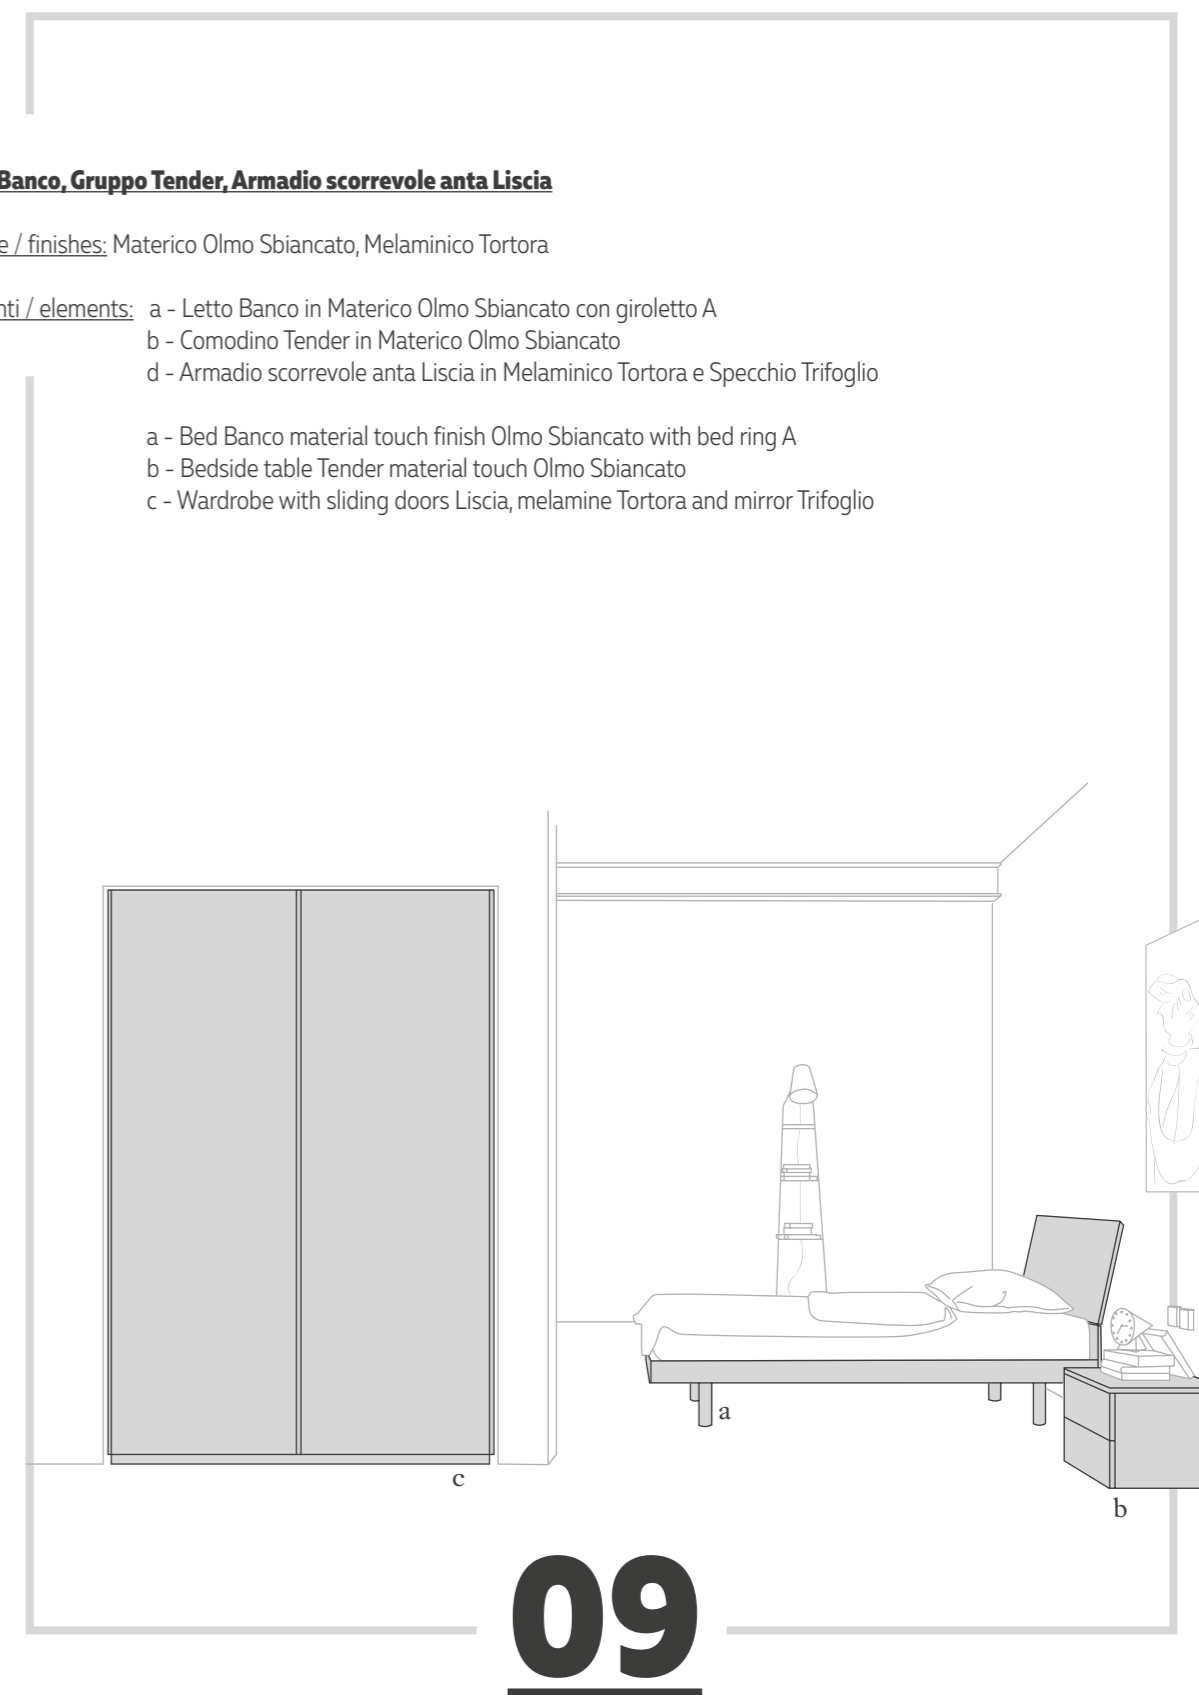 Banco, Gruppo Tender, Armadio scorrevole anta Liscia
e / finishes: Materico Olmo Sbiancato, Melaminico Tortora
nti / elements: a - Letto Banco in Materico Olmo Sbiancato con giroletto A
b - Comodino Tender in Materico Olmo Sbiancato
d - Armadio scorrevole anta Liscia in Melaminico Tortora e Specchio Trifoglio
a - Bed Banco material touch finish Olmo Sbiancato with bed ring A
b - Bedside table Tender material touch Olmo Sbiancato
c - Wardrobe with sliding doors Liscia, melamine Tortora and mirror Trifoglio
a
c
b
09